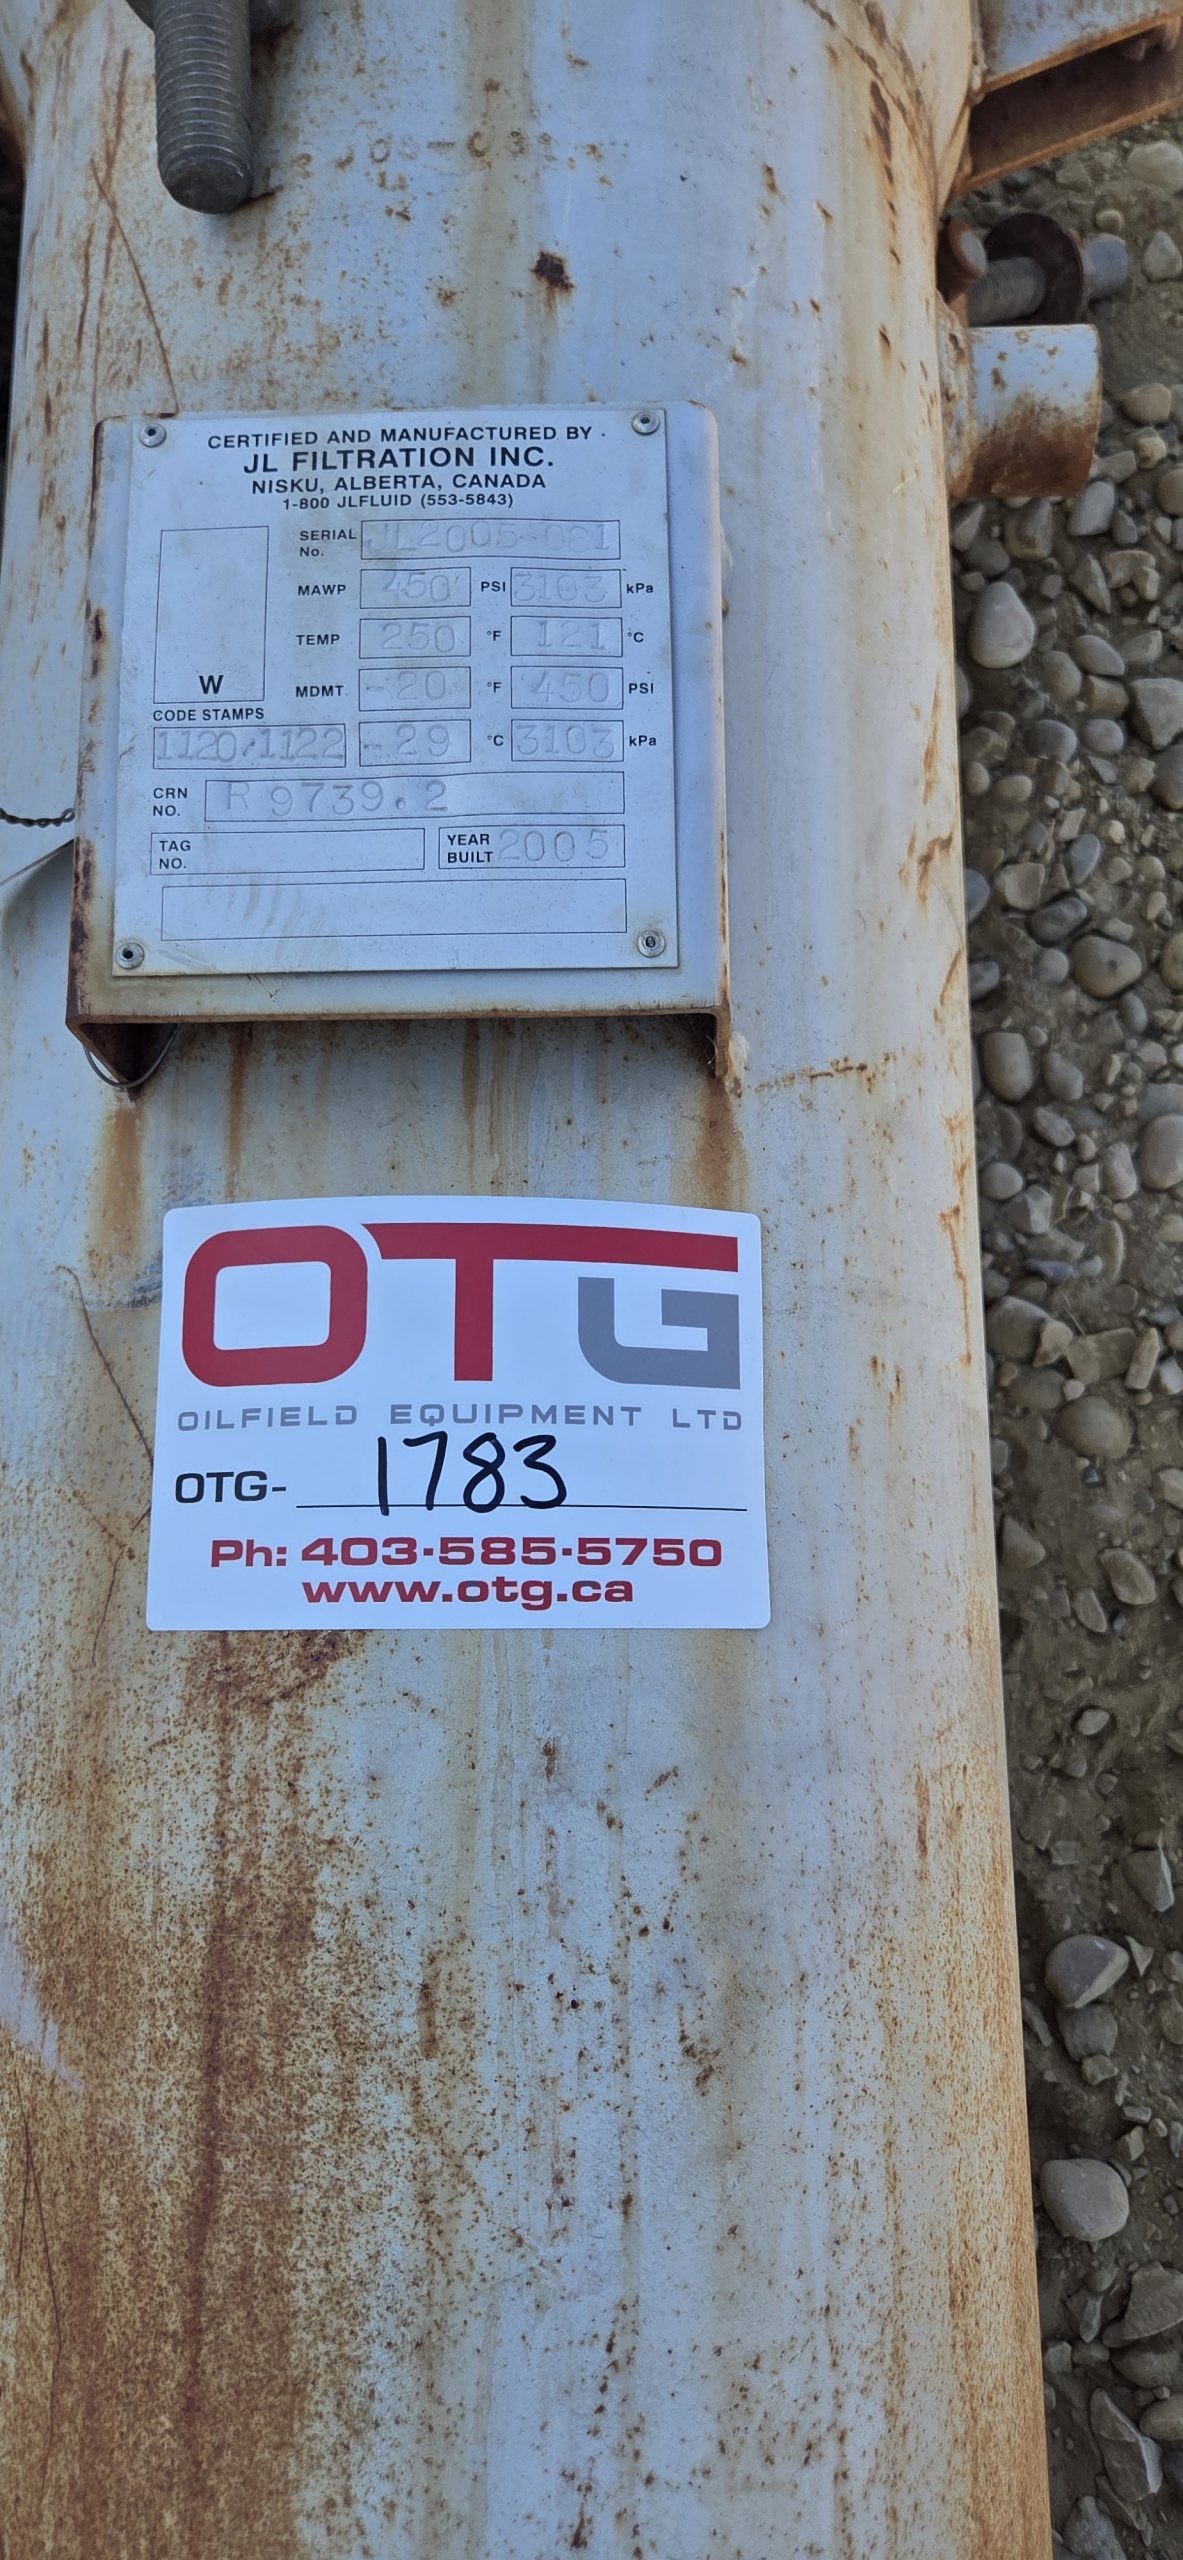 CERTIFIED AND MANUFACTURED BY
JL FILTRATION INC.
NISKU, ALBERTA, CANADA
1-800 JLFLUID (553-5843)
SERIAL No. JL2005-081
MAWP 450 PSI 3103 kPa
TEMP 250 °F 121 °C
W
MDMT -20 °F 450 PSI
CODE STAMPS
1120/1122 -29 °C 3103 kPa
CRN NO. R 9739.2
TAG NO.
YEAR BUILT 2005
OTG
OILFIELD EQUIPMENT LTD
OTG- 1783
Ph: 403·585·5750
www.otg.ca